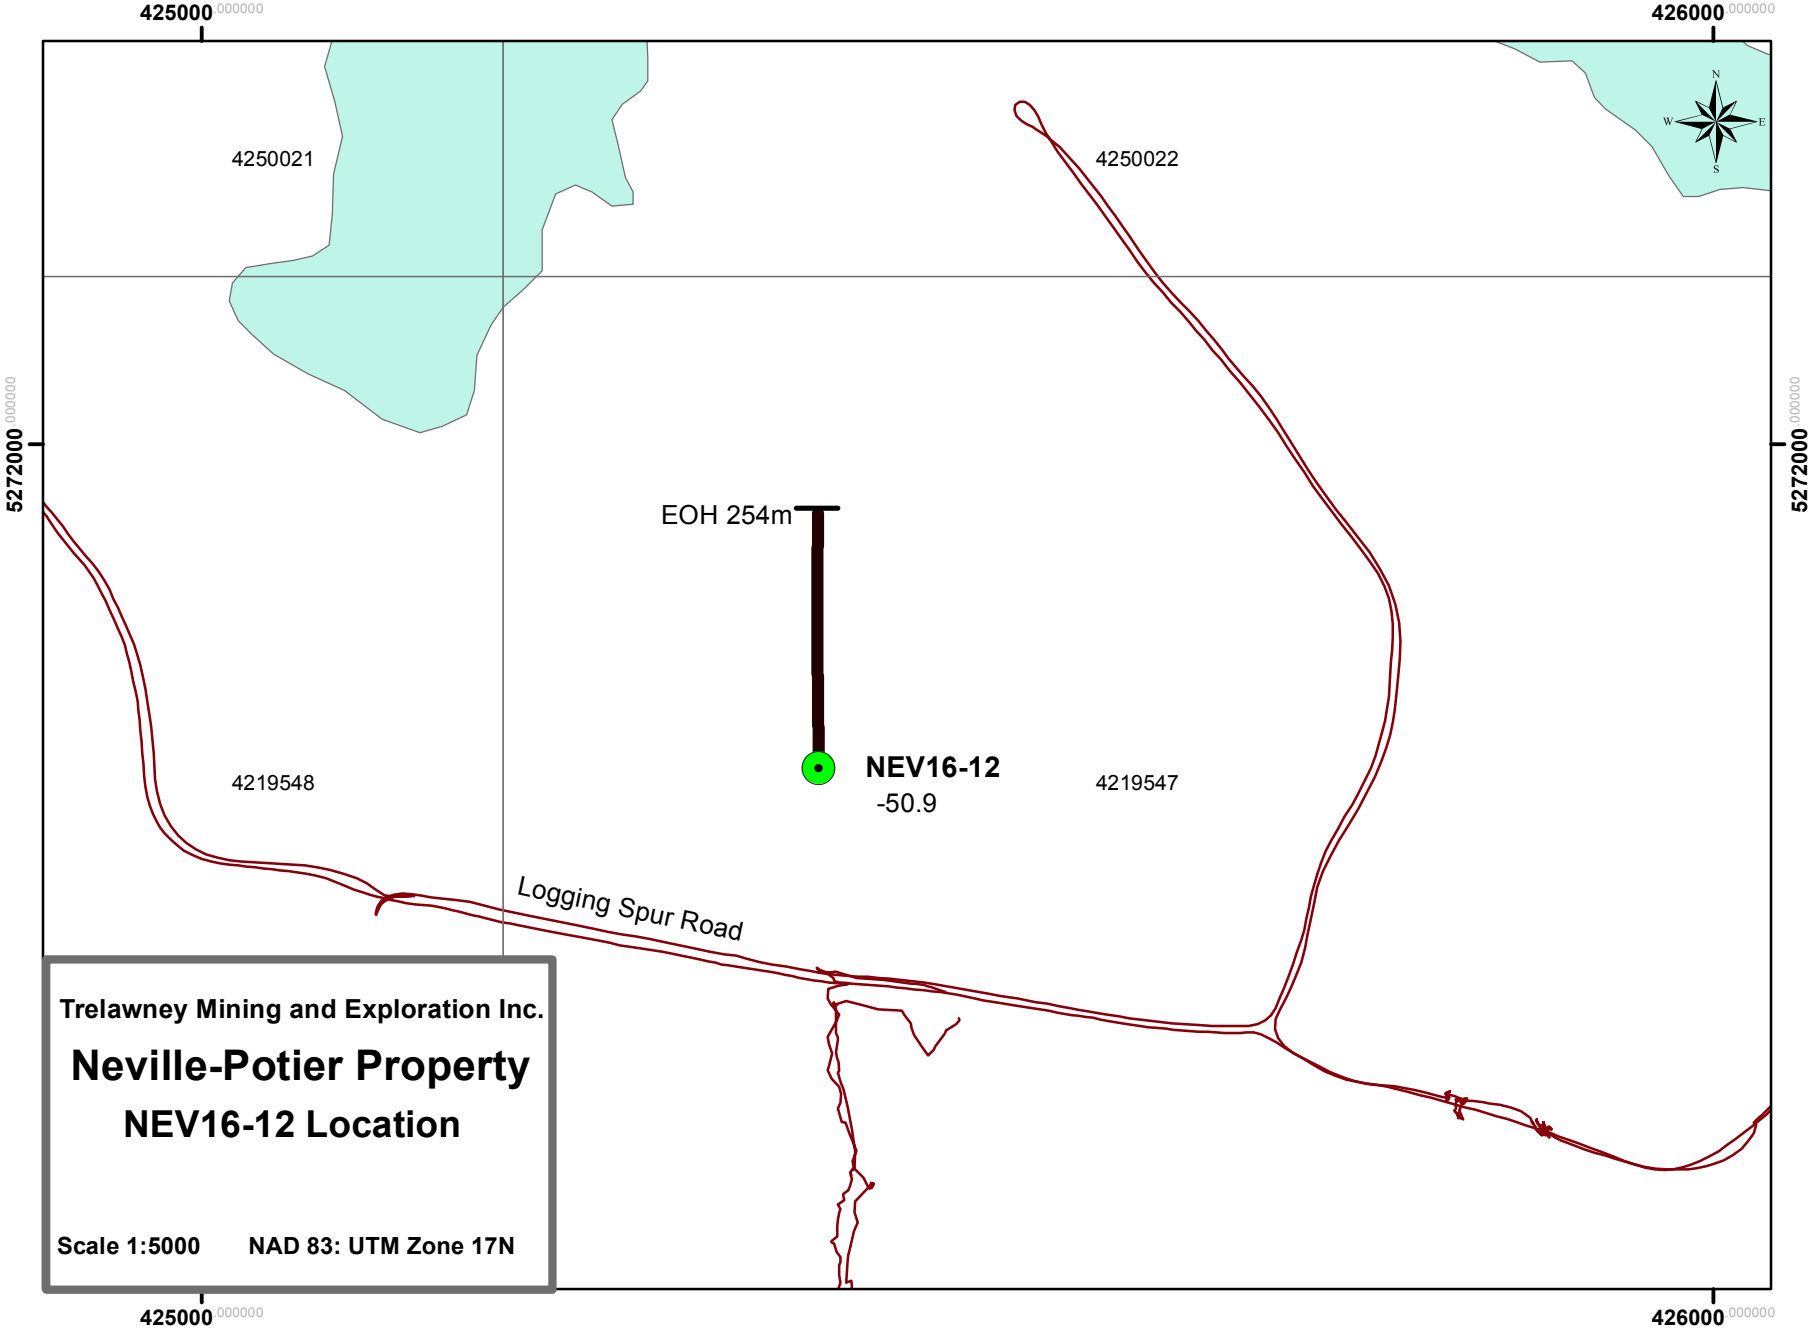 425000.000000
426000.000000
N
W E
S
4250021
4250022
5272000.000000
5272000.000000
EOH 254m
NEV16-12
-50.9
4219548
4219547
Logging Spur Road
Trelawney Mining and Exploration Inc.
Neville-Potier Property
NEV16-12 Location
Scale 1:5000 NAD 83: UTM Zone 17N
425000.000000
426000.000000